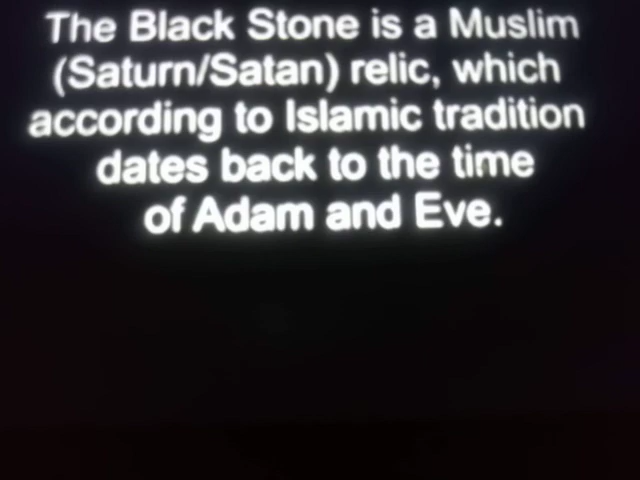 The Black Stone is a Muslim
(Saturn/Satan) relic, which
according to Islamic tradition
dates back to the time
of Adam and Eve.